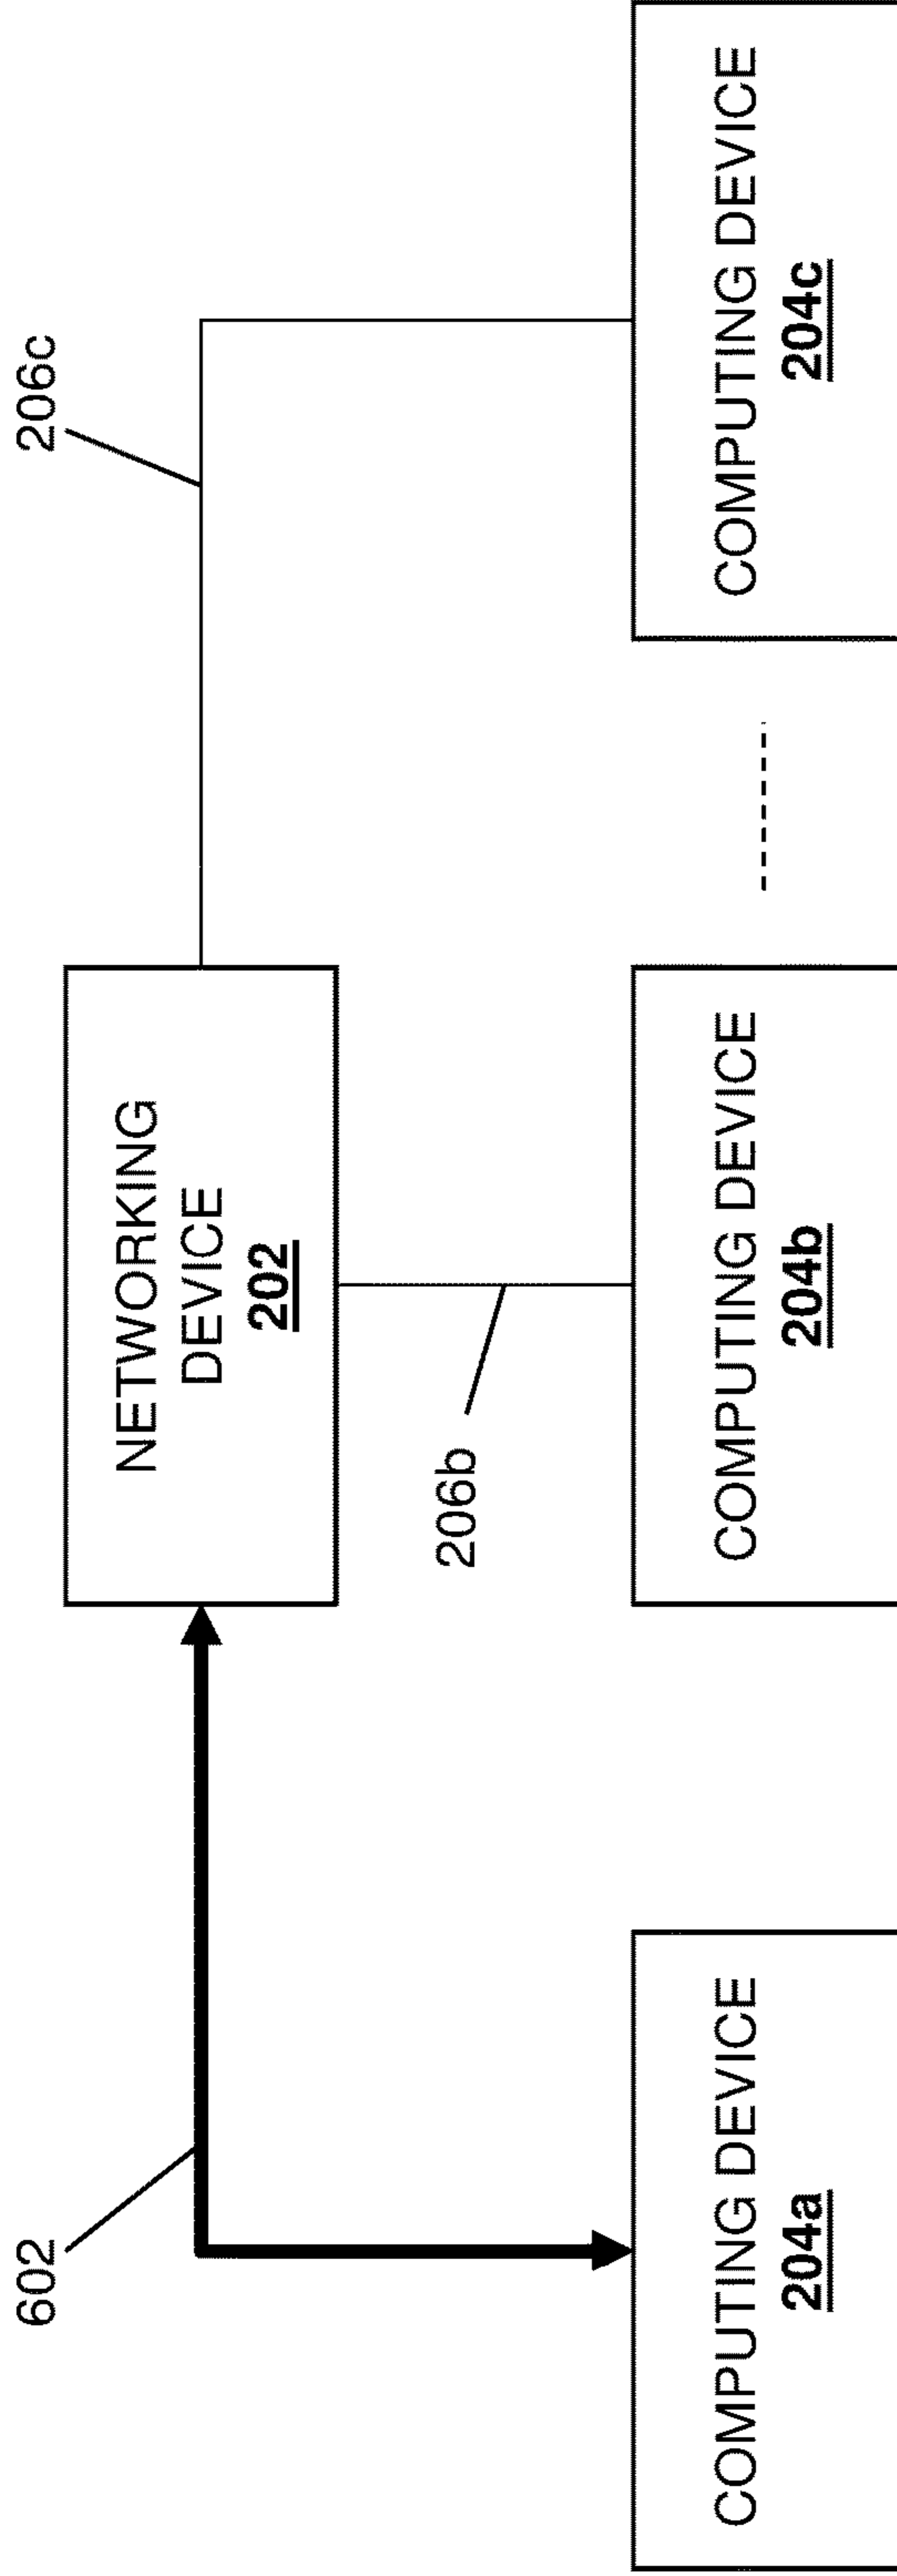 602
206c
NETWORKING
DEVICE
202
206b
COMPUTING DEVICE
204a
COMPUTING DEVICE
204b
COMPUTING DEVICE
204c